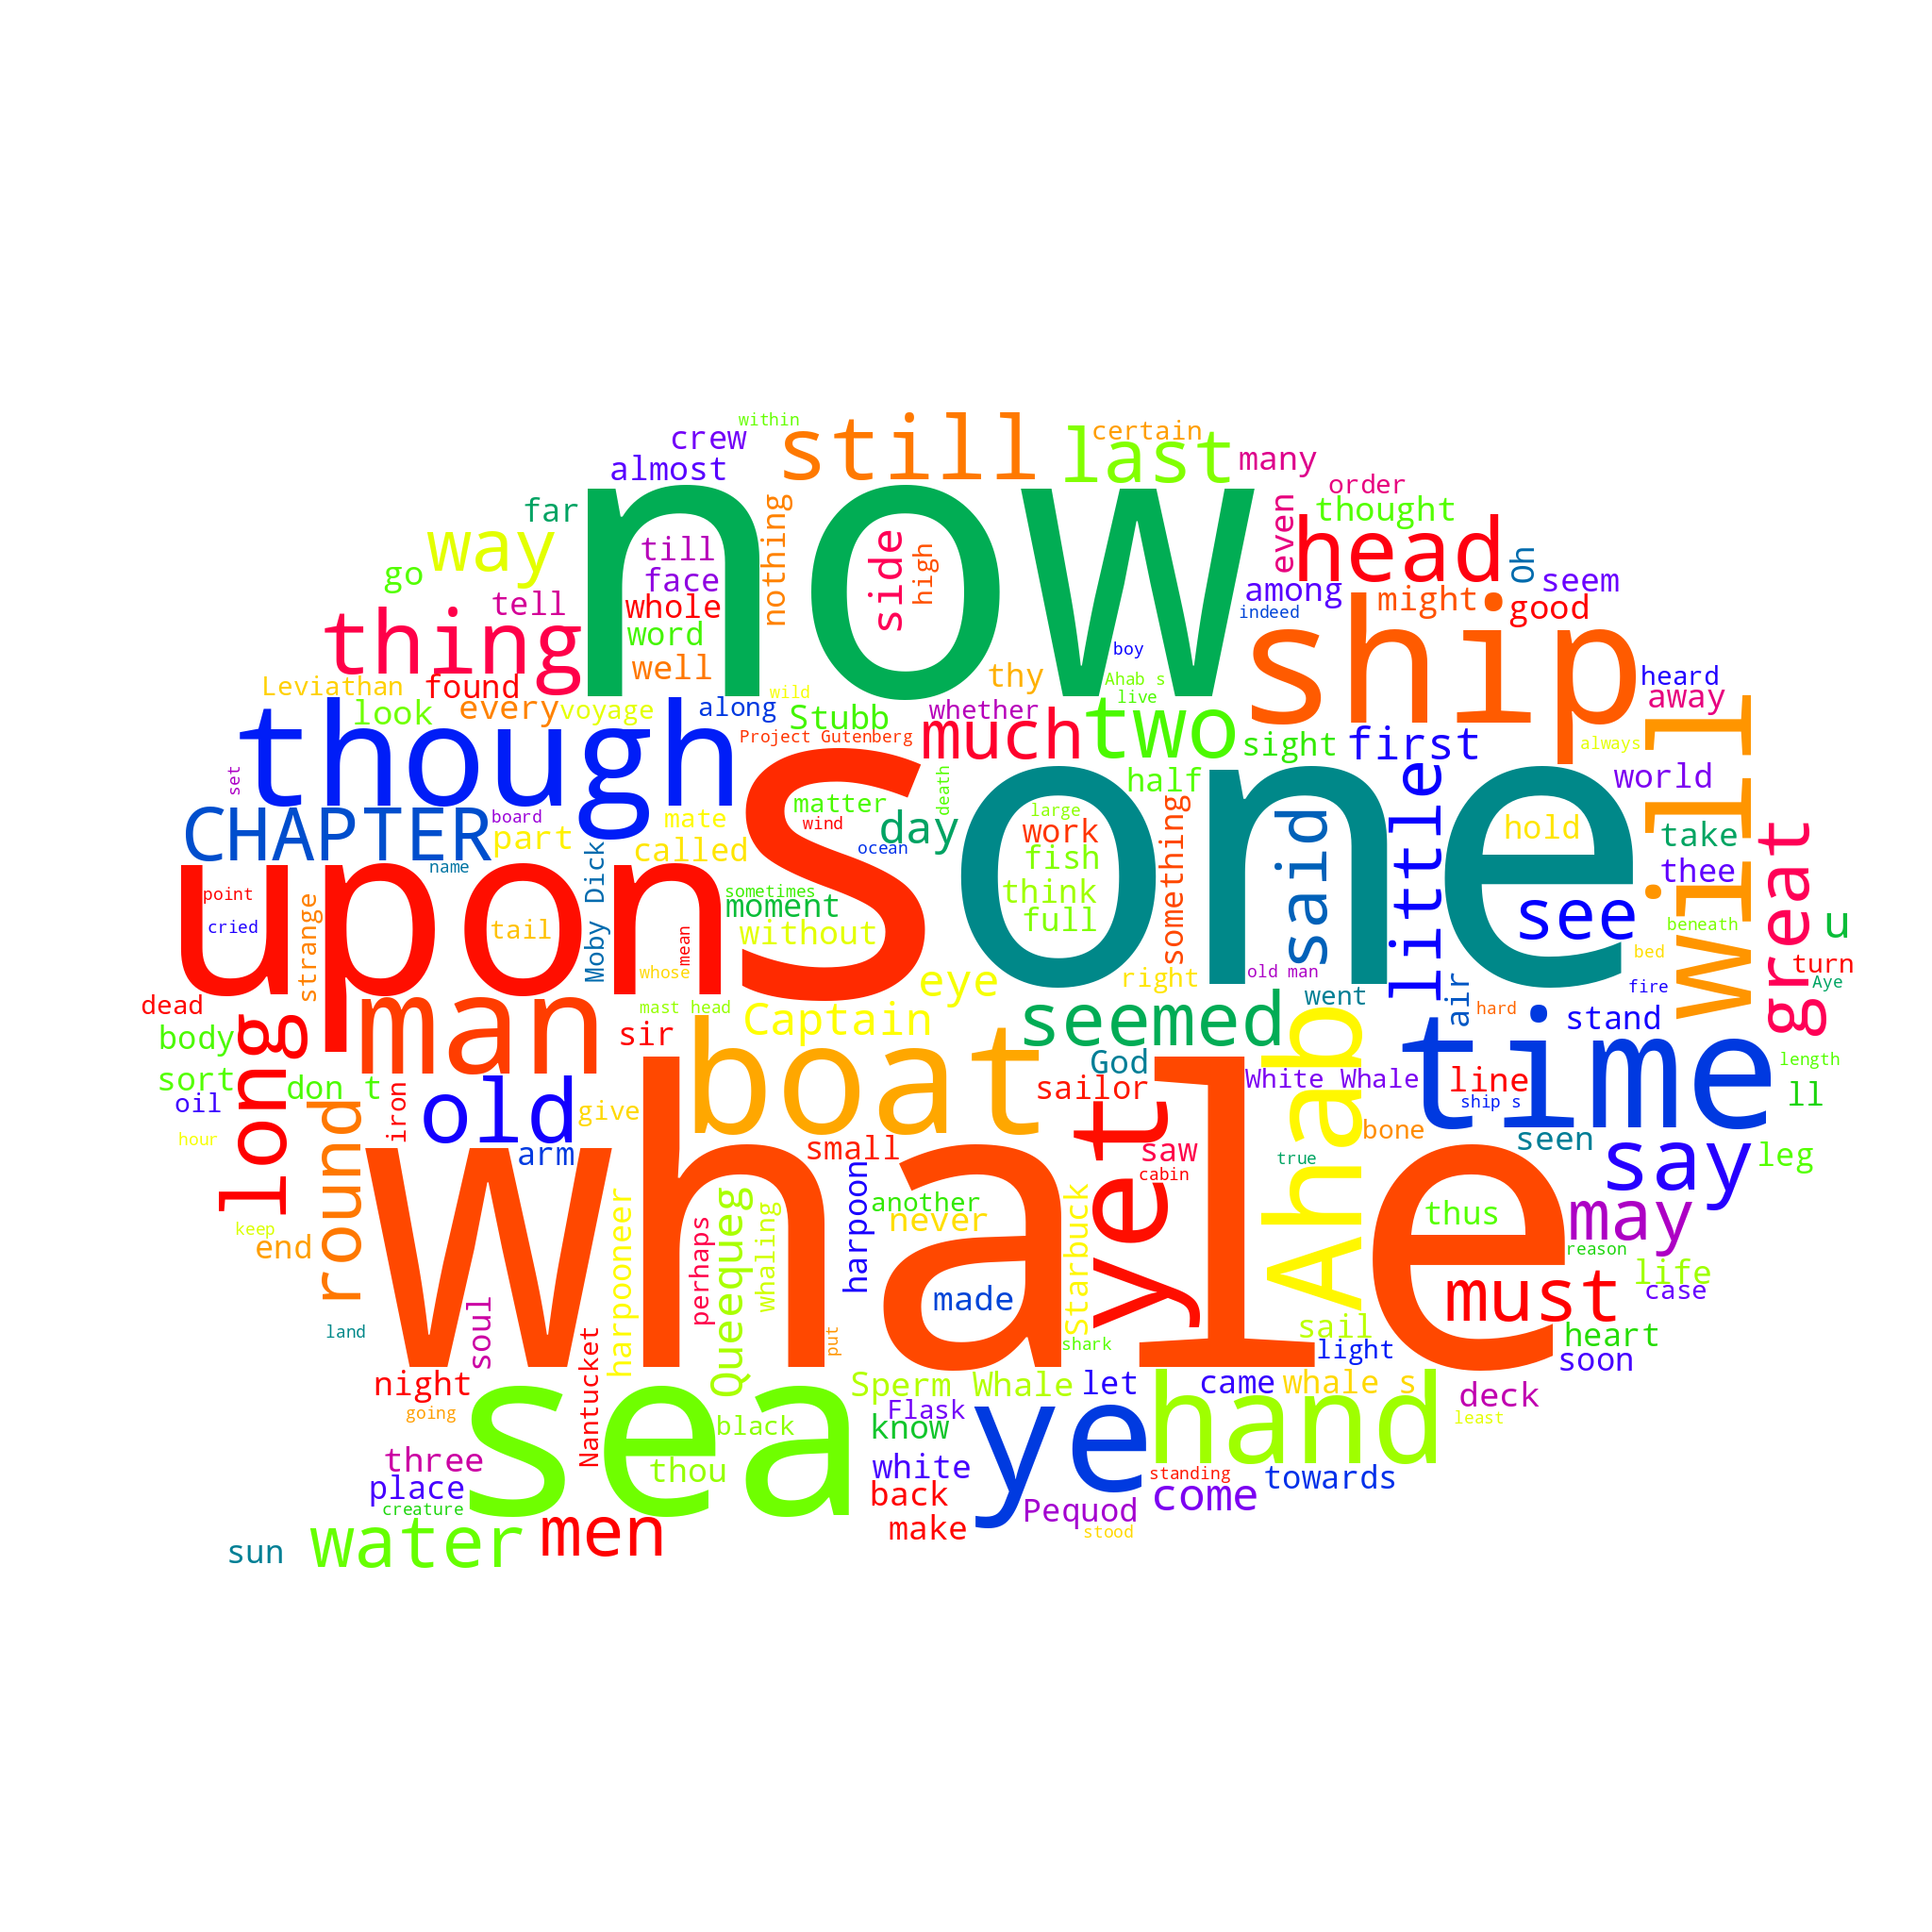 within
crew
still
last
certain
almost
many
order
far
now
nothing
even
thought
head
Oh
way
till
side
high
go
face
among
seem
tell
whole
might
good
indeed
thing
word
well
boy
ship
Leviathan
found
wild
thy
Ahab s
live
heard
away
look
every
voyage
along
Stubb
whether
though
Project Gutenberg
much
two
sight
first
always
Will
set
s
one
death
half
little
world
CHAPTER
board
part
mate
matter
wind
day
large
work
something
said
hold
take
great
called
ocean
fish
name
Moby Dick
thee
upon
point
sometimes
think
moment
full
see
u
cried
strange
tail
mean
without
beneath
whose
eye
right
old man
bed
turn
dead
man
mast head
Captain
seemed
went
air
hard
fire
Aye
body
long
sir
boat
God
Ahab
time
stand
length
sort
don t
sailor
White Whale
line
ll
oil
round
iron
old
give
whale
yet
ship s
hour
arm
small
saw
bone
seen
say
leg
cabin
true
harpooner
perhaps
Queequeg
whaling
harpoon
another
never
Starbuck
thus
may
keep
end
reason
life
made
must
case
land
soul
put
shark
sail
heart
Nantucket
light
soon
night
sea
Sperm Whale
let
came
whale s
deck
going
black
Flask
know
ye
hand
least
three
thou
white
standing
towards
place
back
come
creature
Pequod
water
men
make
stood
sun